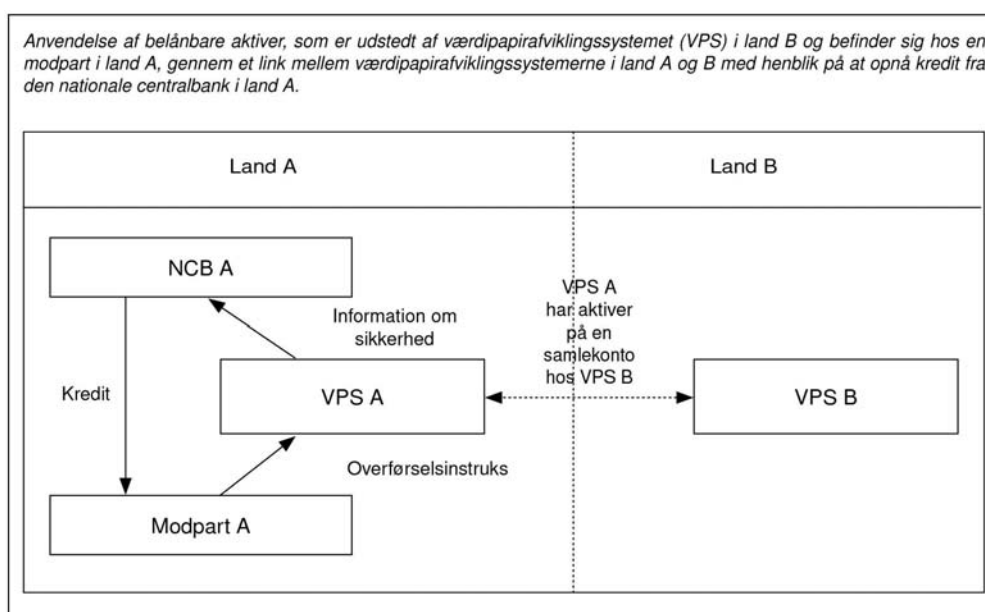 Anvendelse af belånbare aktiver, som er udstedt af værdipapirafviklingssystemet (VPS) i land B og befinder sig hos en
modpart i land A, gennem et link mellem værdipapirafviklingssystemerne i land A og B med henblik på at opnå kredit fra
den nationale centralbank i land A.
Land A
Land B
NCB A
Information om
sikkerhed
VPS A
har aktiver
på en
samlekonto
hos VPS B
Kredit
VPS A
VPS B
Overførselsinstruks
Modpart A